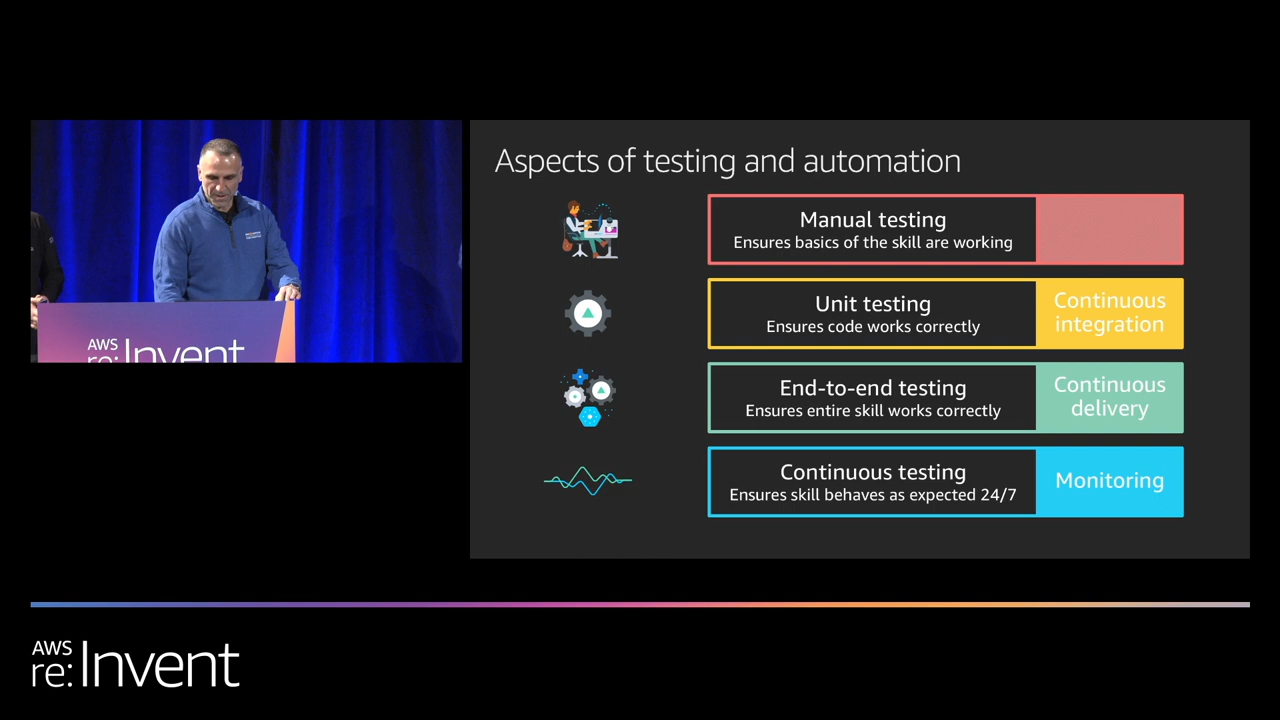 Aspects of testing and automation
Manual testing
Ensures basics of the skill are working
Unit testing
Ensures code works correctly
Continuous
integration
End-to-end testing
Ensures entire skill works correctly
Continuous
delivery
Continuous testing
Ensures skill behaves as expected 24/7
Monitoring
AWS
re:Invent
AWS
re:Invent